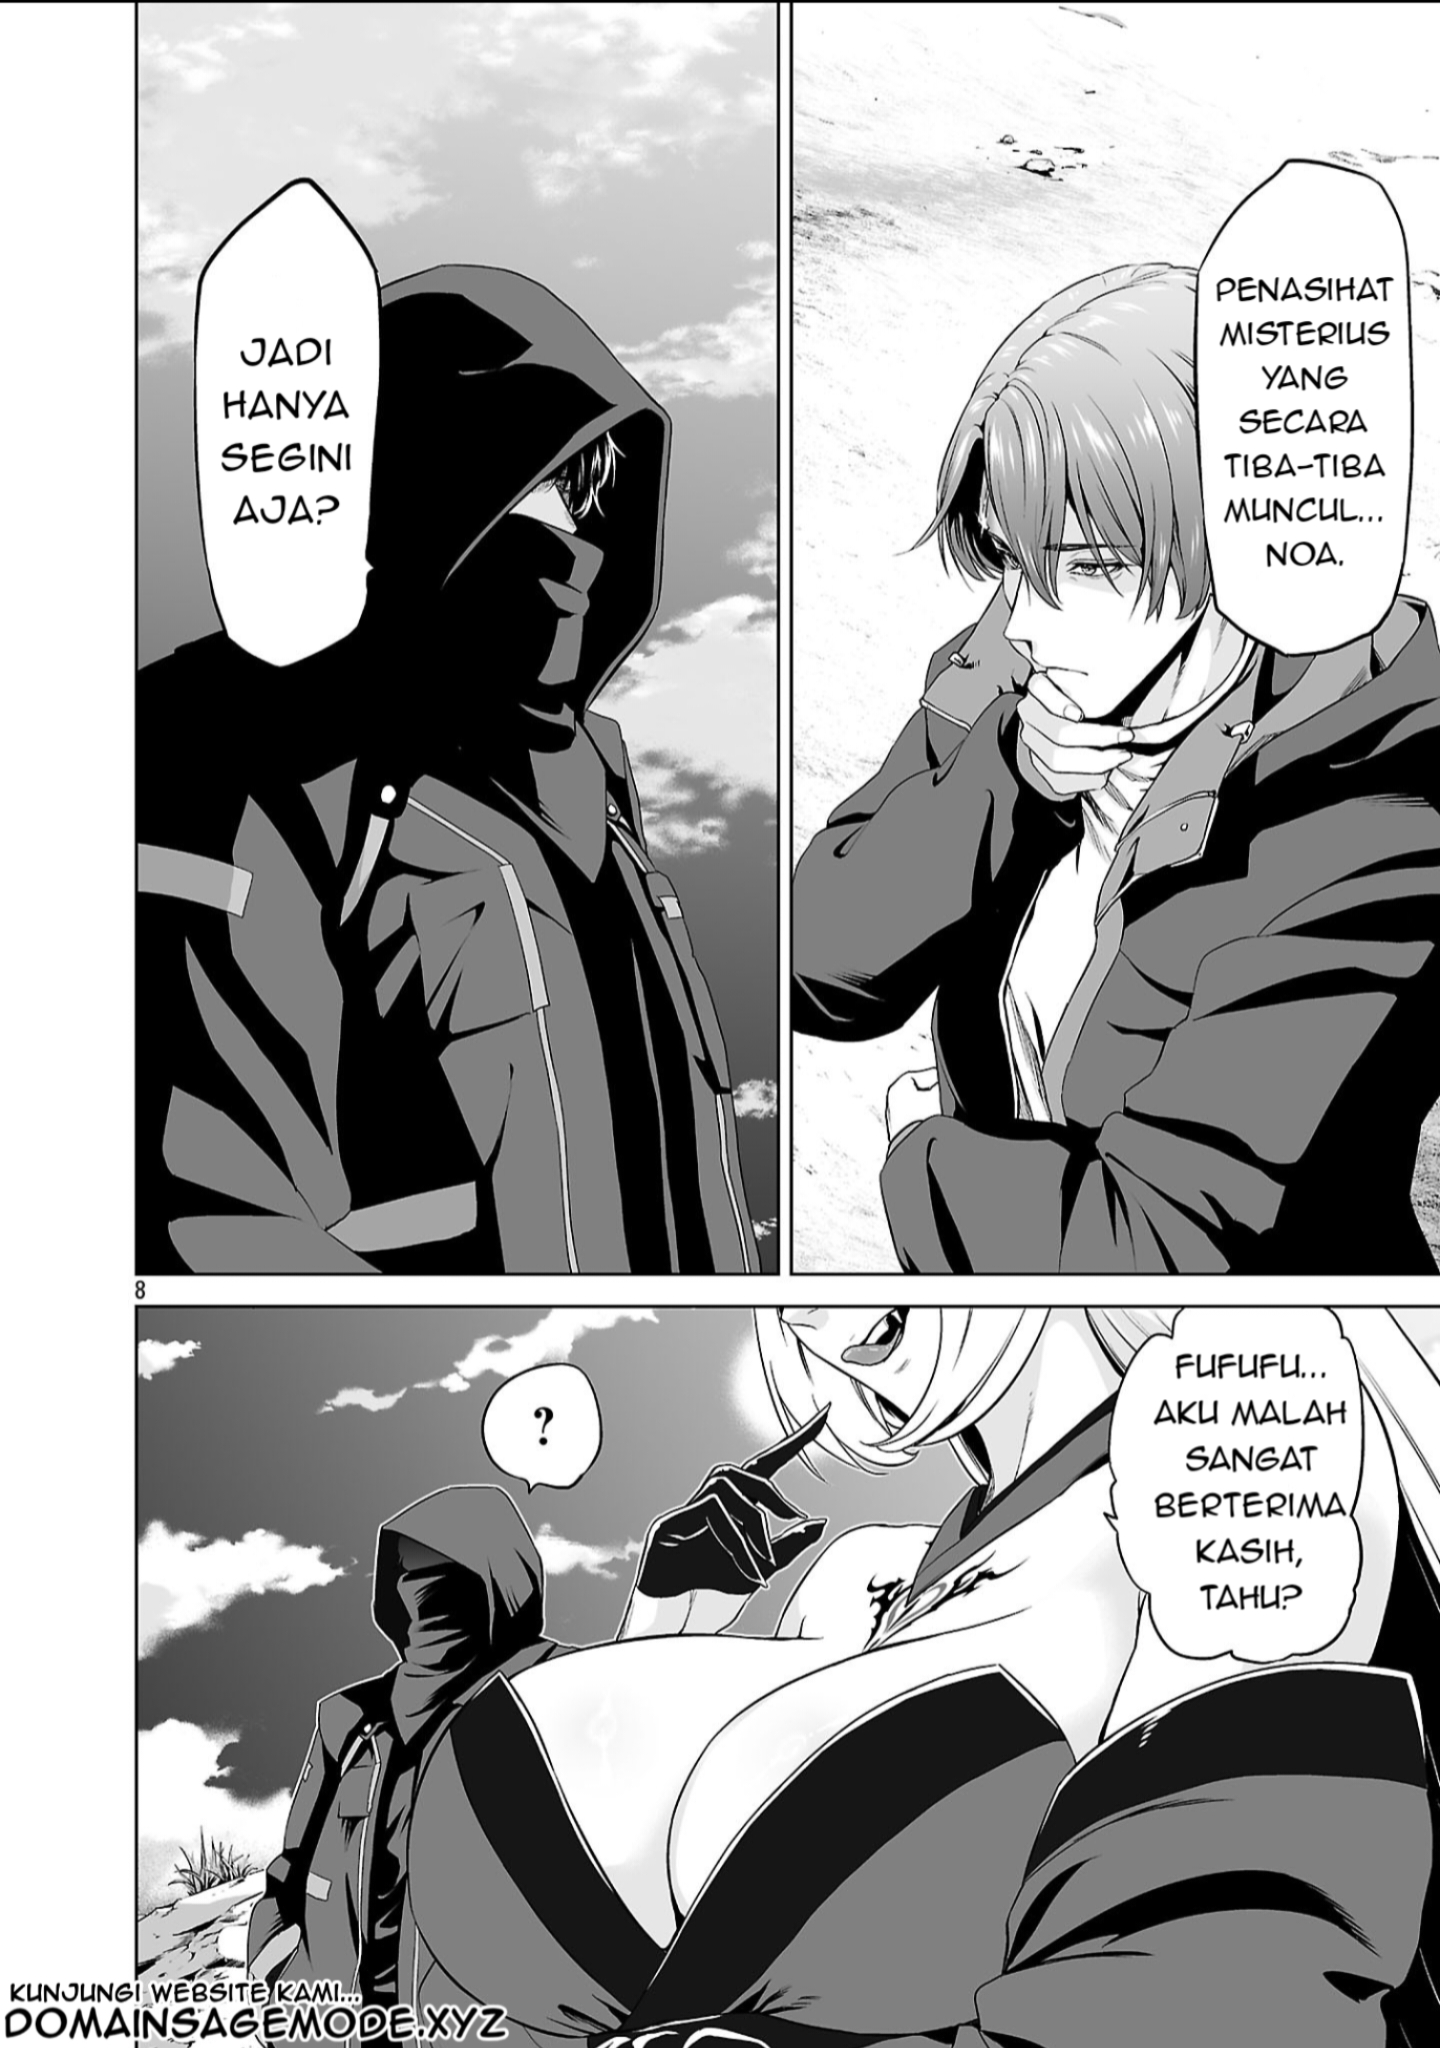 PENASIHAT
MISTERIUS
YANG
SECARA
TIBA-TIBA
MUNCUL...
NOA.
JADI
HANYA
SEGINI
AJA?
8
FUFUFU...
AKU MALAH
SANGAT
BERTERIMA
KASIH,
TAHU?
?
KUNJUNGI WEBSITE KAMI...
DOMAINSAGEMODE.XYZ